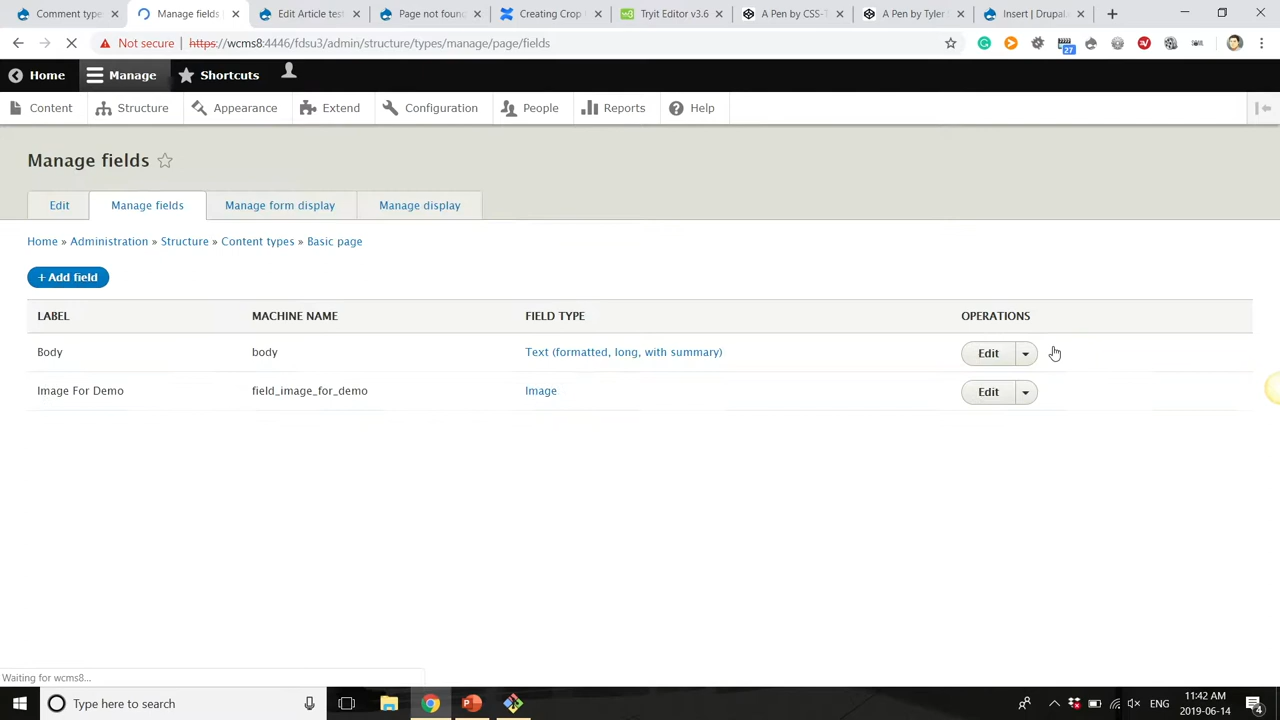 Comment type
Manage fields
Edit Article test
Page not foun
Creating Crop
Tryit Editor v3.6
A Pen by CSS-T
A Pen by Tyler
Insert | Drupal
Not secure https://wcms8:4446/fdsu3/admin/structure/types/manage/page/fields
27
Home Manage Shortcuts
Content Structure Appearance Extend Configuration People Reports Help
Manage fields
Edit Manage fields Manage form display Manage display
Home » Administration » Structure » Content types » Basic page
+ Add field
LABEL MACHINE NAME FIELD TYPE OPERATIONS
Body body Text (formatted, long, with summary) Edit
Image For Demo field_image_for_demo Image Edit
Waiting for wcms8...
Type here to search
ENG
11:42 AM
2019-06-14
4